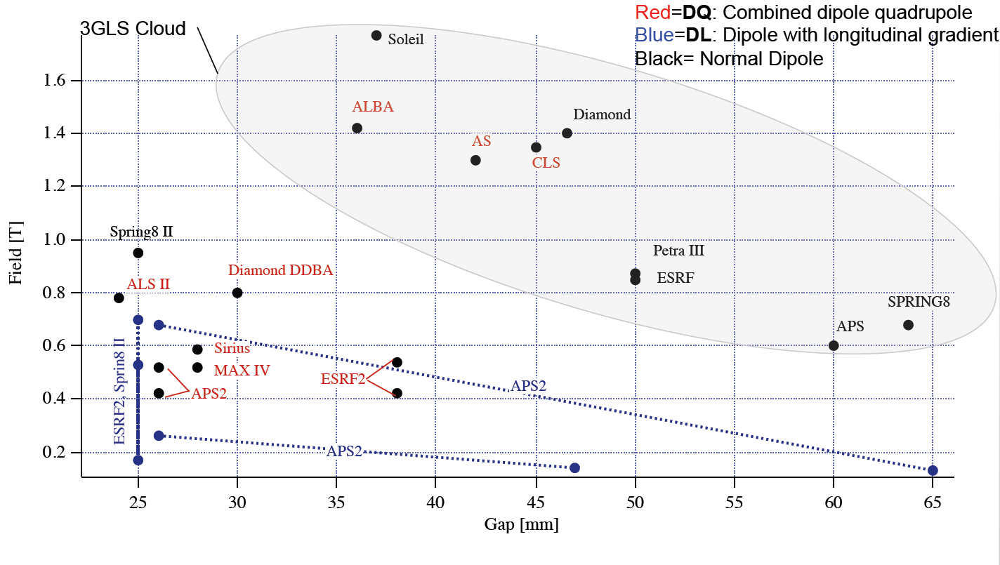 Red=DQ: Combined dipole quadrupole
Blue=DL: Dipole with longitudinal gradient
Black= Normal Dipole
3GLS Cloud
Soleil
1.6
ALBA
Diamond
1.4
AS
CLS
1.2
Spring8 II
1.0
Petra III
Diamond DDBA
ESRF
ALS II
0.8
SPRING8
APS
0.6
Sirius
MAX IV
ESRF2
APS2
APS2
0.4
ESRF2, Sprin8 II
APS2
0.2
Field [T]
25 30 35 40 45 50 55 60 65
Gap [mm]